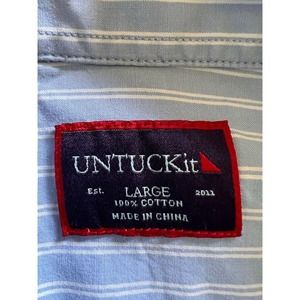 UNTUCKit
Est. LARGE 2011
100% COTTON
MADE IN CHINA